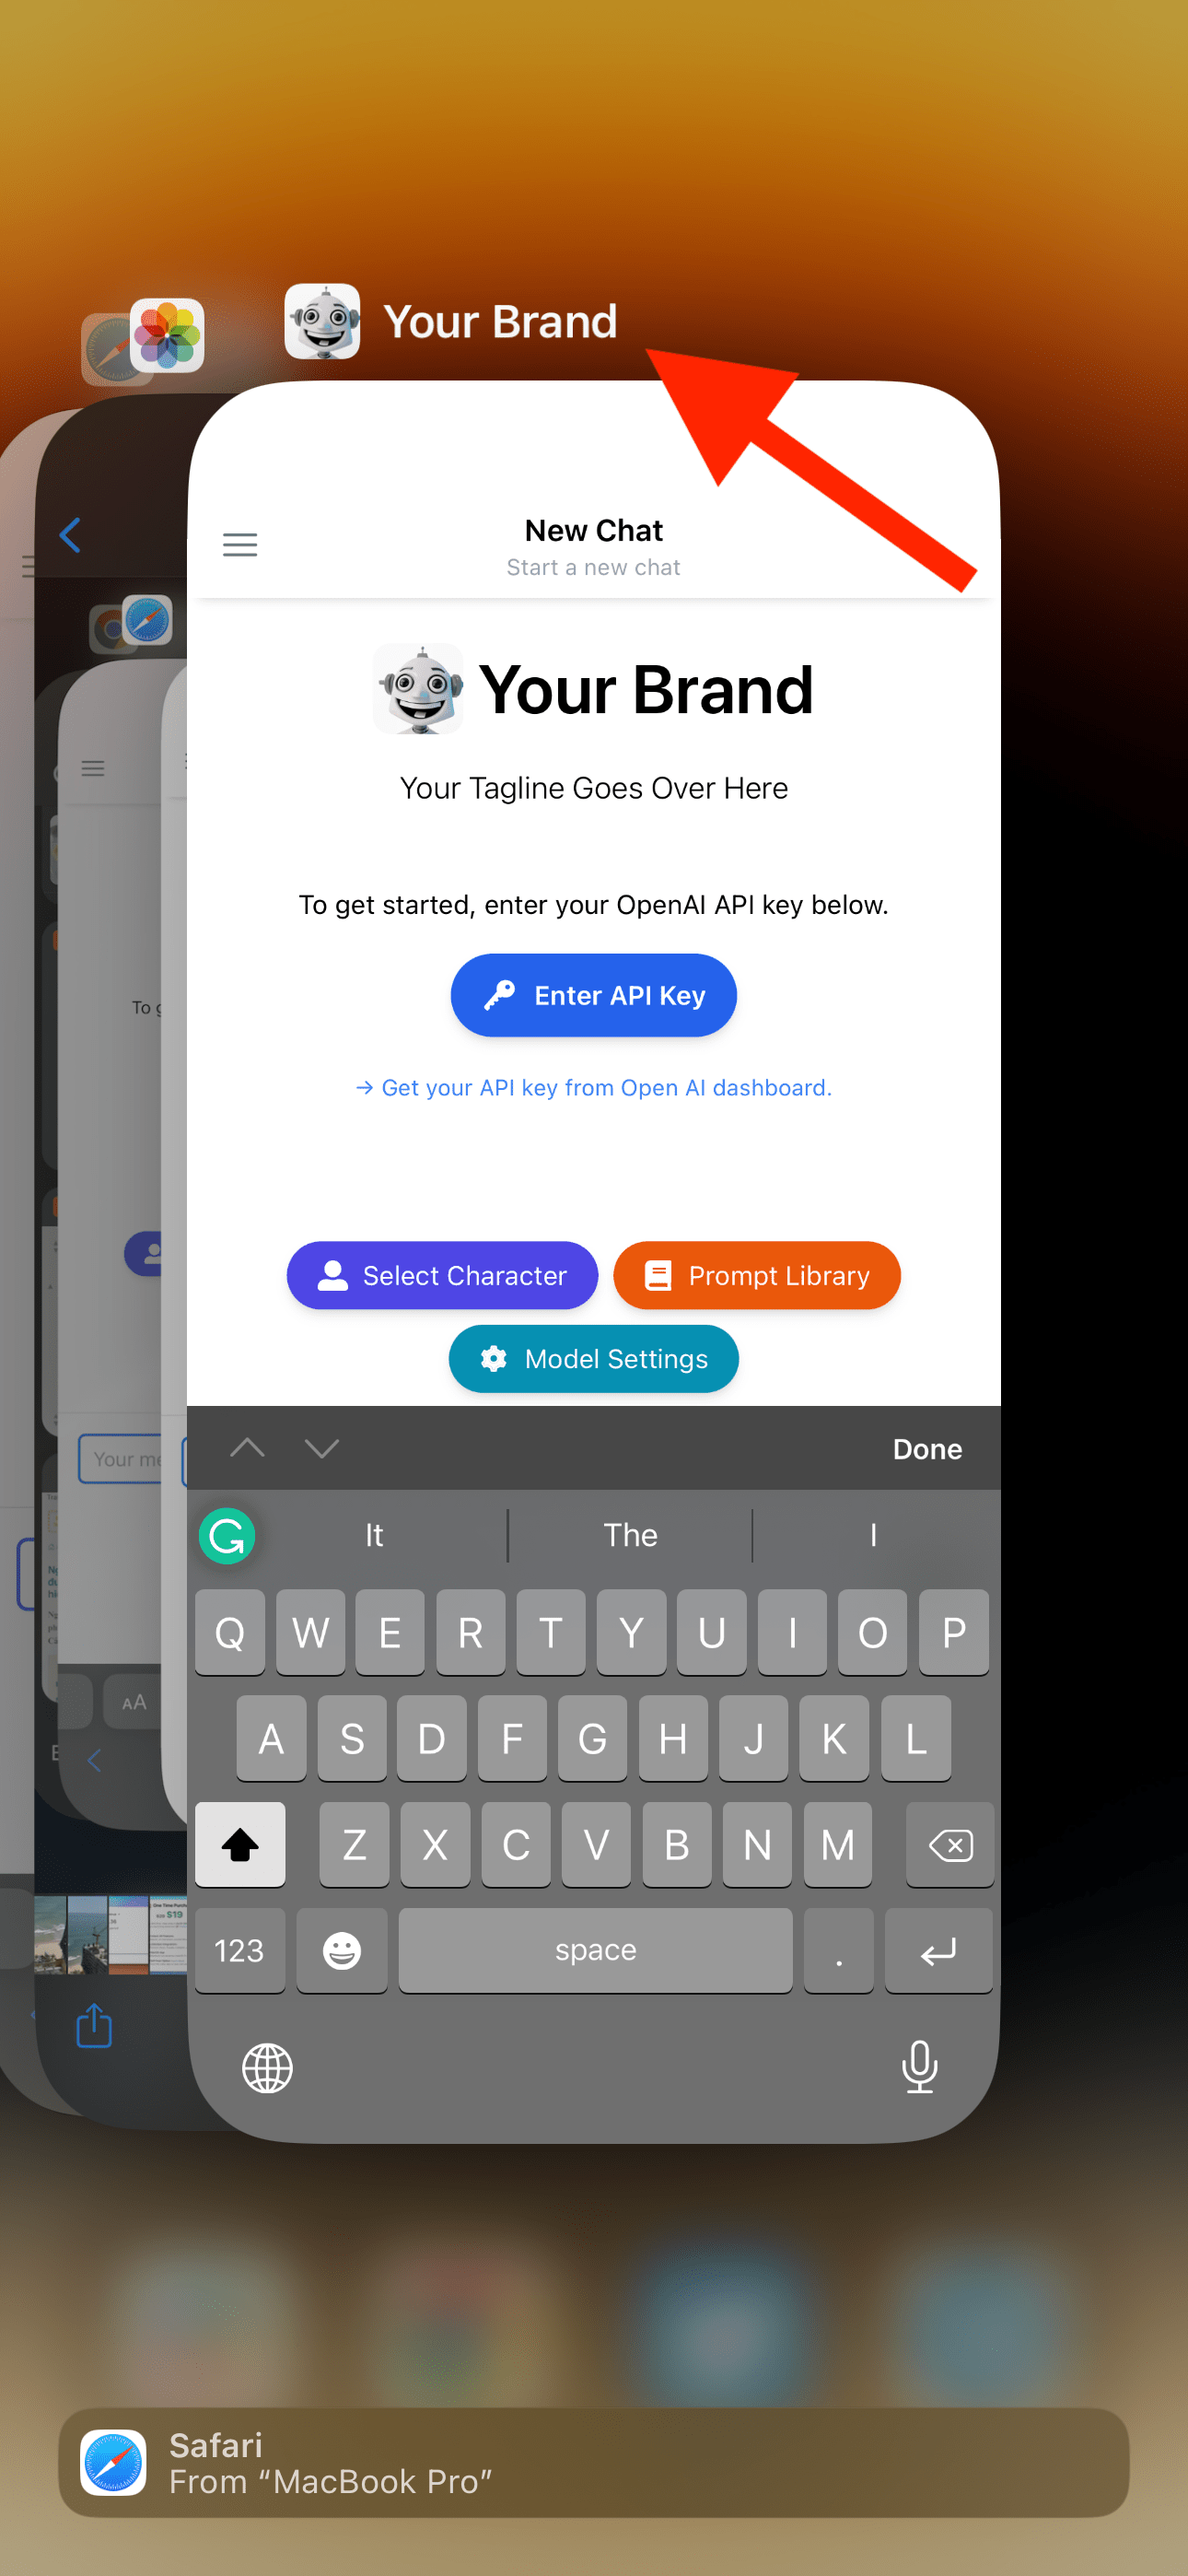 Your Brand
New Chat
Start a new chat
Your Brand
Your Tagline Goes Over Here
To get started, enter your OpenAI API key below.
Enter API Key
→ Get your API key from Open AI dashboard.
To g
Select Character
Prompt Library
Model Settings
Your me
Done
It
The
I
Q W E R T Y U I O P
AA
A S D F G H J K L
Z X C V B N M
$19
123
space
.
Safari
From “MacBook Pro”